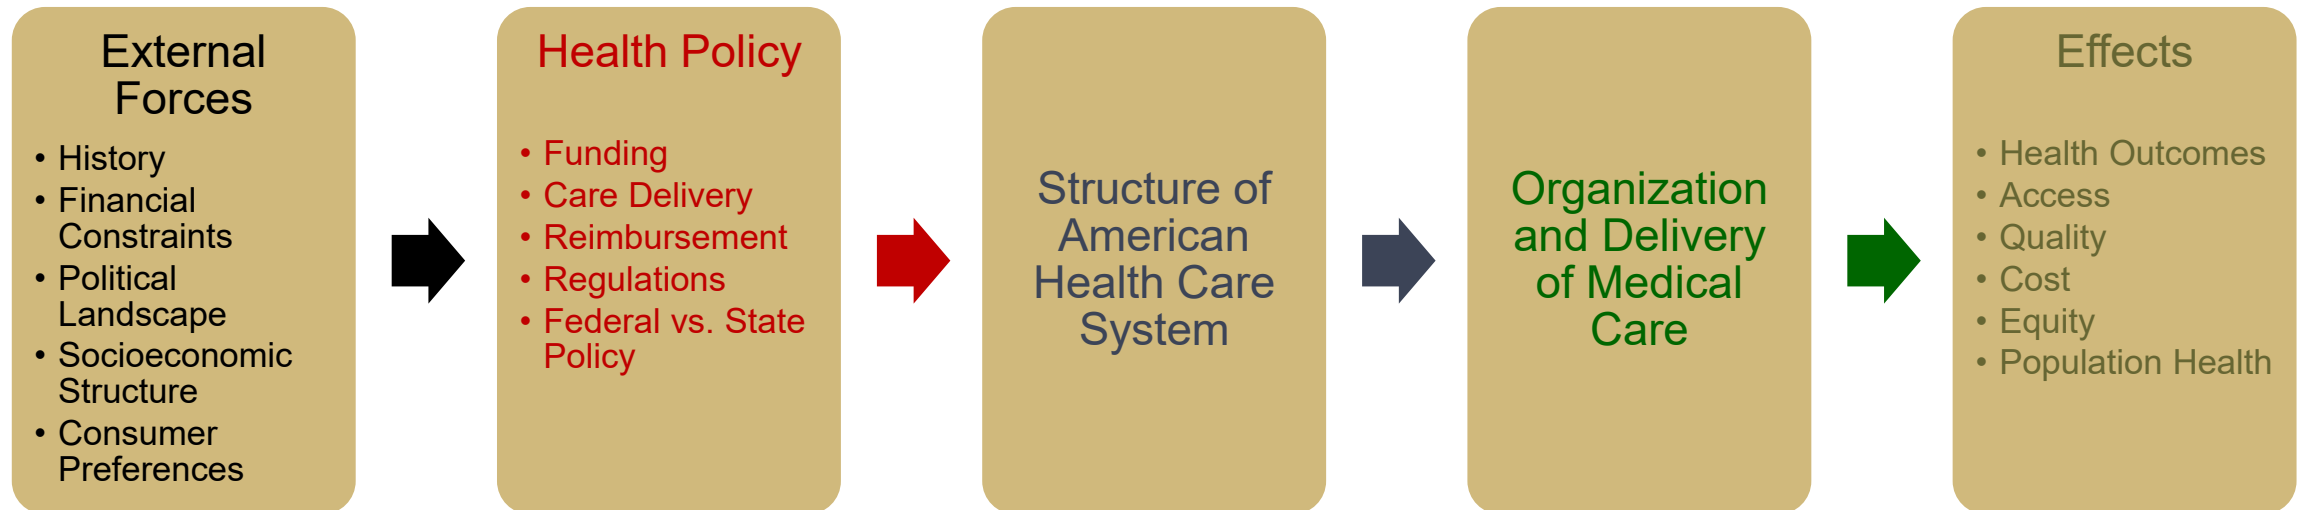 External
Forces
• History
• Financial
Constraints
• Political
Landscape
• Socioeconomic
Structure
• Consumer
Preferences
Health Policy
• Funding
• Care Delivery
• Reimbursement
• Regulations
• Federal vs. State
Policy
Structure of
American
Health Care
System
Organization
and Delivery
of Medical
Care
Effects
• Health Outcomes
• Access
• Quality
• Cost
• Equity
• Population Health